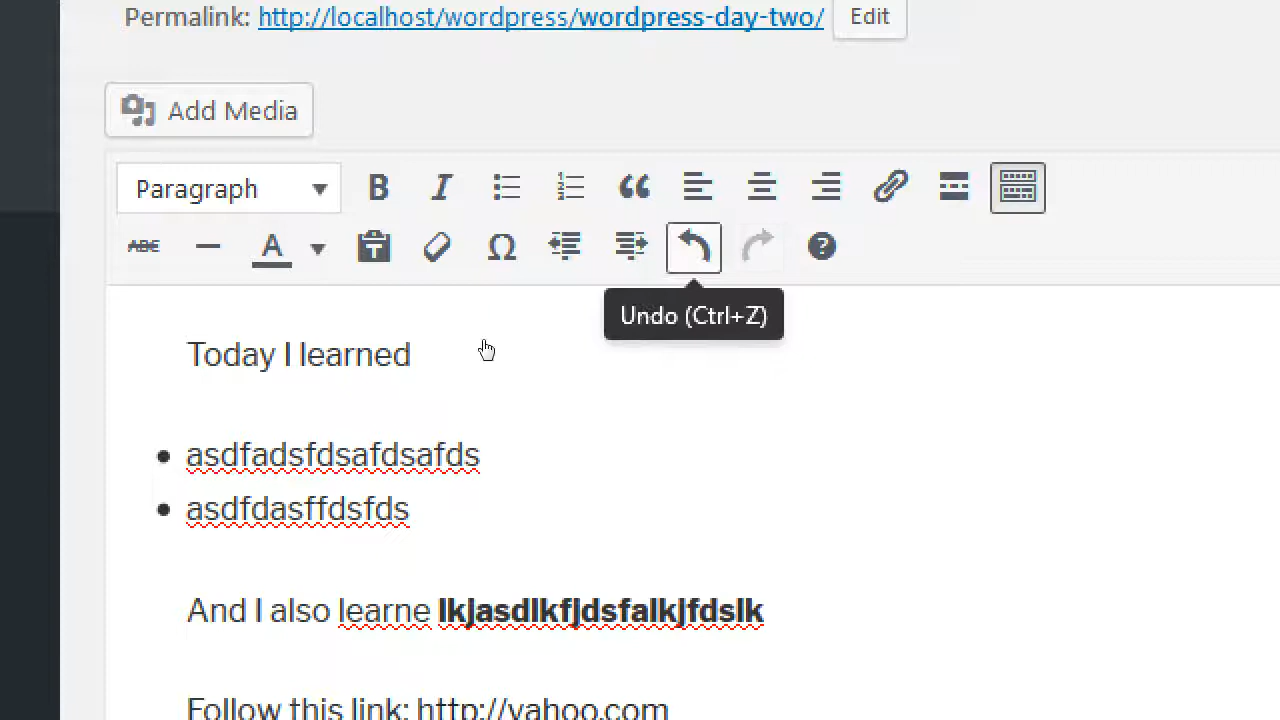 Permalink: http://localhost/wordpress/wordpress-day-two/ Edit
Add Media
Paragraph
ABC A Ω
Undo (Ctrl+Z)
Today I learned
asdfadsfdsafdsafds
asdfdasffdsfds
And I also learne lkjasdlkfjdsfalkjfdslk
Follow this link: http://yahoo.com